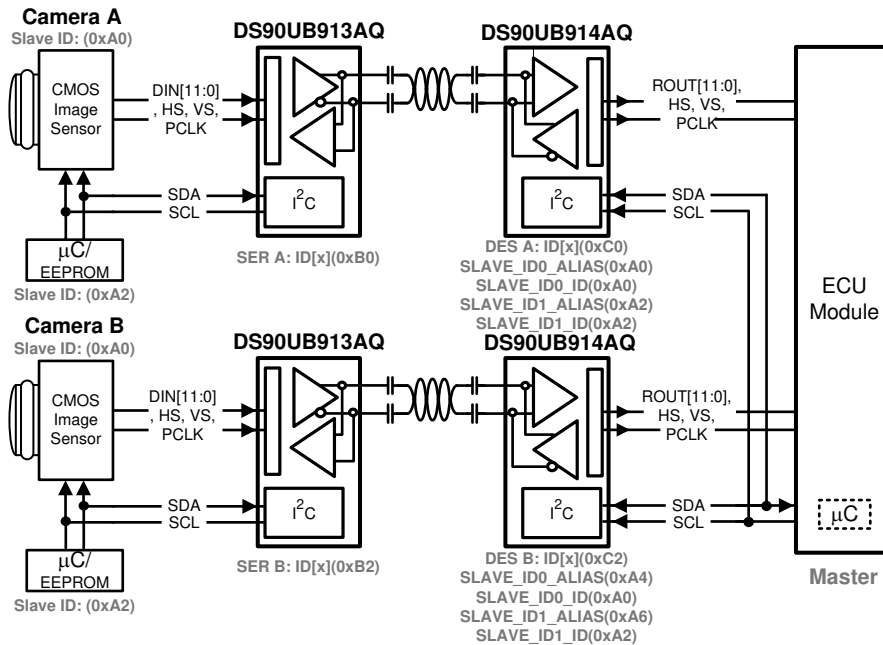 Camera A
Slave ID: (0xA0)
DS90UB913AQ
DS90UB914AQ
CMOS
Image
Sensor
DIN[11:0]
, HS, VS,
PCLK
ROUT[11:0],
HS, VS,
PCLK
SDA
SCL
I2C
I2C
SDA
SCL
µC/
EEPROM
Slave ID: (0xA2)
SER A: ID[x](0xB0)
DES A: ID[x](0xC0)
SLAVE_ID0_ALIAS(0xA0)
SLAVE_ID0_ID(0xA0)
SLAVE_ID1_ALIAS(0xA2)
SLAVE_ID1_ID(0xA2)
ECU
Module
Camera B
Slave ID: (0xA0)
DS90UB913AQ
DS90UB914AQ
CMOS
Image
Sensor
DIN[11:0]
, HS, VS,
PCLK
ROUT[11:0],
HS, VS,
PCLK
SDA
SCL
I2C
I2C
SDA
SCL
µC
µC/
EEPROM
Slave ID: (0xA2)
SER B: ID[x](0xB2)
DES B: ID[x](0xC2)
SLAVE_ID0_ALIAS(0xA4)
SLAVE_ID0_ID(0xA0)
SLAVE_ID1_ALIAS(0xA6)
SLAVE_ID1_ID(0xA2)
Master